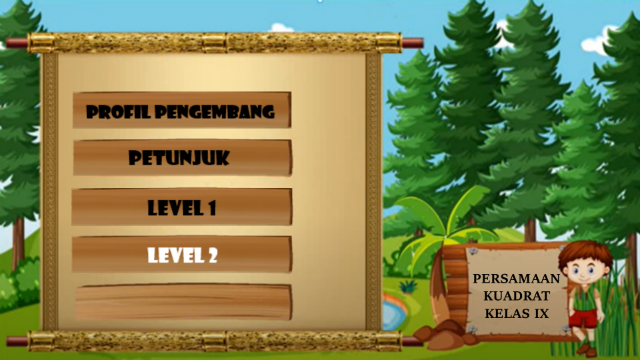 PROFIL PENGEMBANG
PETUNJUK
LEVEL 1
LEVEL 2
PERSAMAAN
KUADRAT
KELAS IX